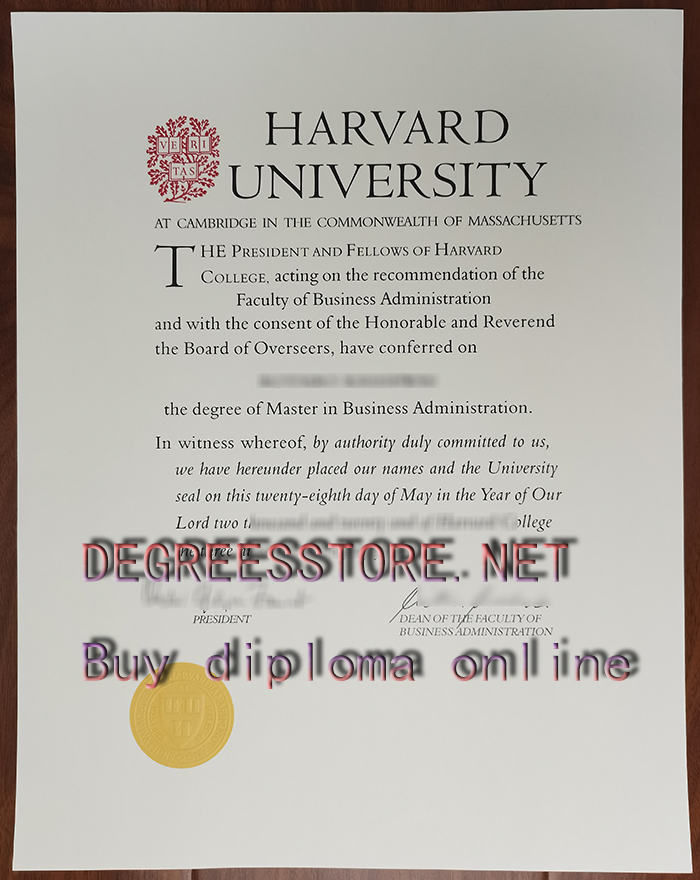 VE RI
TAS
HARVARD
UNIVERSITY
AT CAMBRIDGE IN THE COMMONWEALTH OF MASSACHUSETTS
THE PRESIDENT AND FELLOWS OF HARVARD
COLLEGE, acting on the recommendation of the
Faculty of Business Administration
and with the consent of the Honorable and Reverend
the Board of Overseers, have conferred on
the degree of Master in Business Administration.
In witness whereof, by authority duly committed to us,
we have hereunder placed our names and the University
seal on this twenty-eighth day of May in the Year of Our
Lord two College
DEGREESSTORE.NET
PRESIDENT
DEAN OF THE FACULTY OF
BUSINESS ADMINISTRATION
Buy diploma online